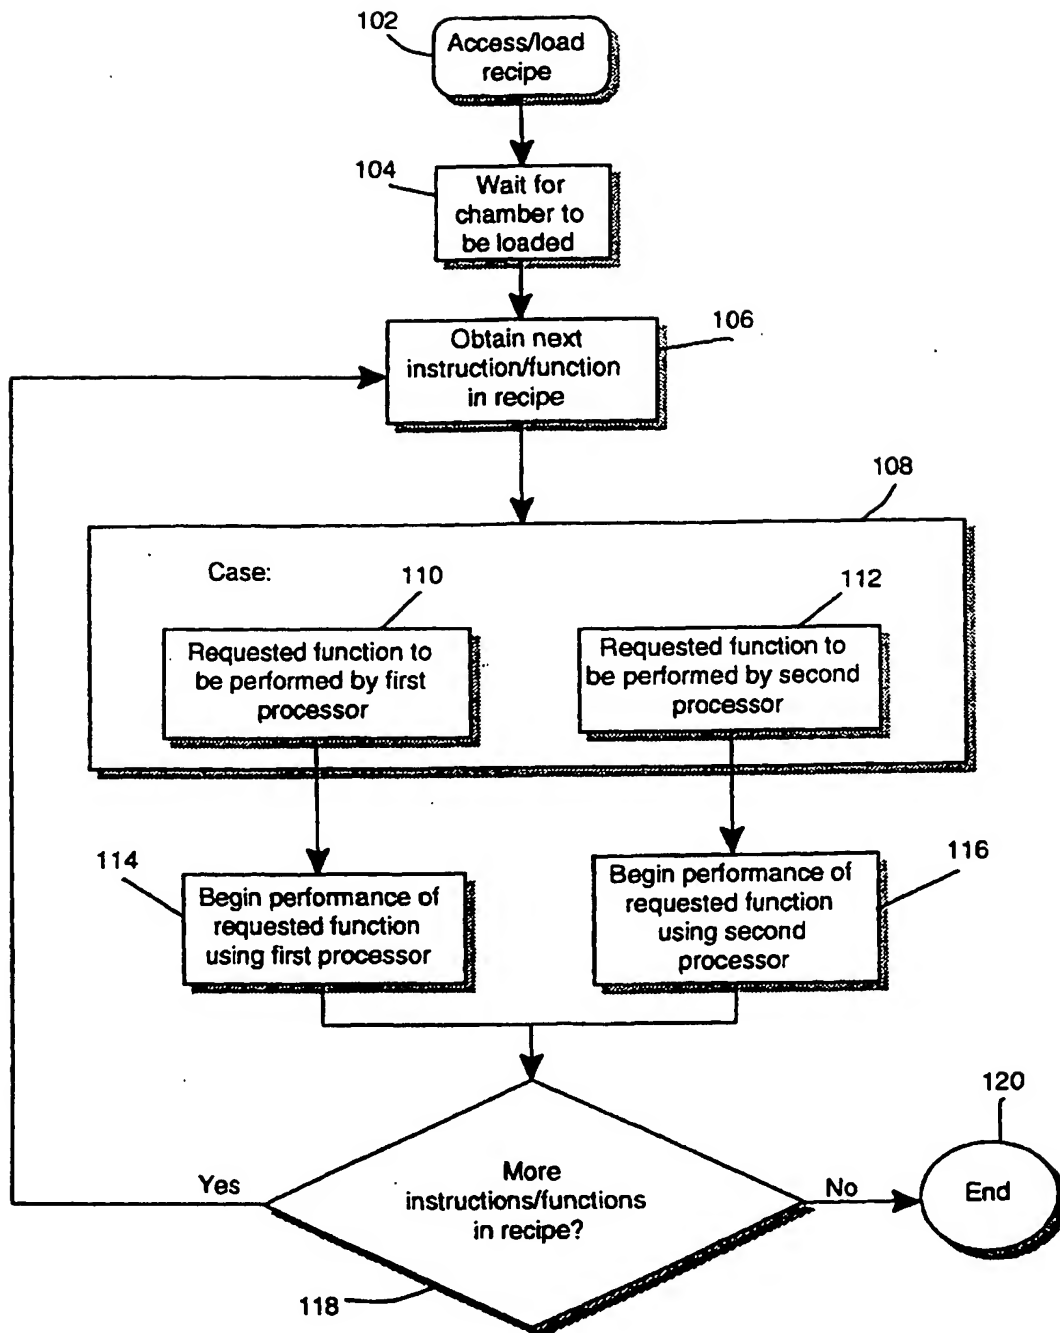 102
Access/load
recipe
104
Wait for
chamber to
be loaded
106
Obtain next
instruction/function
in recipe
108
Case:
110
112
Requested function to
be performed by first
processor
Requested function to
be performed by second
processor
114
Begin performance of
requested function
using first processor
116
Begin performance of
requested function
using second
processor
120
Yes
More
instructions/functions
in recipe?
No
End
118